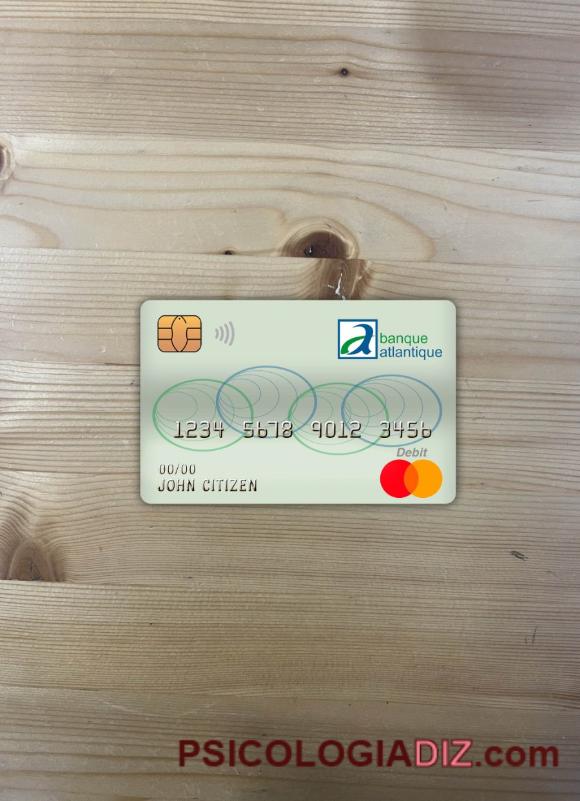 banque
atlantique
1234 5678 9012 3456
Debit
00/00
JOHN CITIZEN
PSICOLOGIADIZ.com